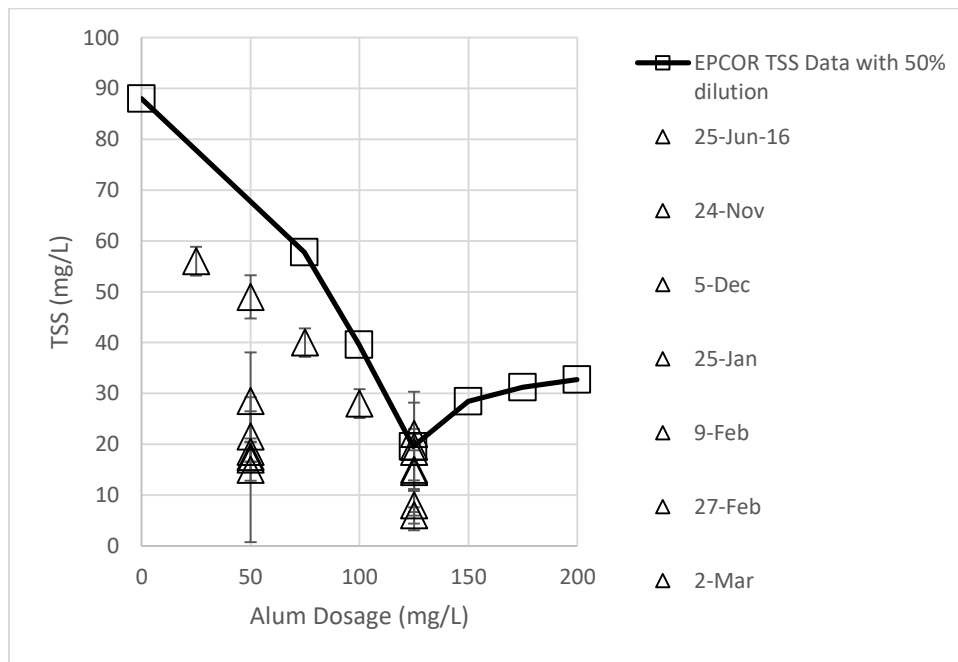 100
90
80
70
60
50
40
30
20
10
0
TSS (mg/L)
0 50 100 150 200
Alum Dosage (mg/L)
EPCOR TSS Data with 50%
dilution
25-Jun-16
24-Nov
5-Dec
25-Jan
9-Feb
27-Feb
2-Mar